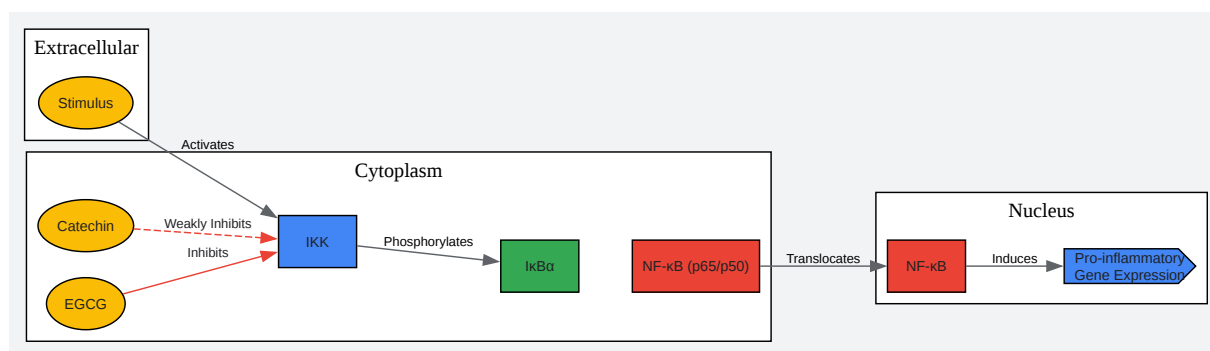 Extracellular
Stimulus
Activates
Cytoplasm
Catechin
Weakly Inhibits
Inhibits
EGCG
IKK
Phosphorylates
IκBα
NF-κB (p65/p50)
Translocates
Nucleus
NF-κB
Induces
Pro-inflammatory
Gene Expression